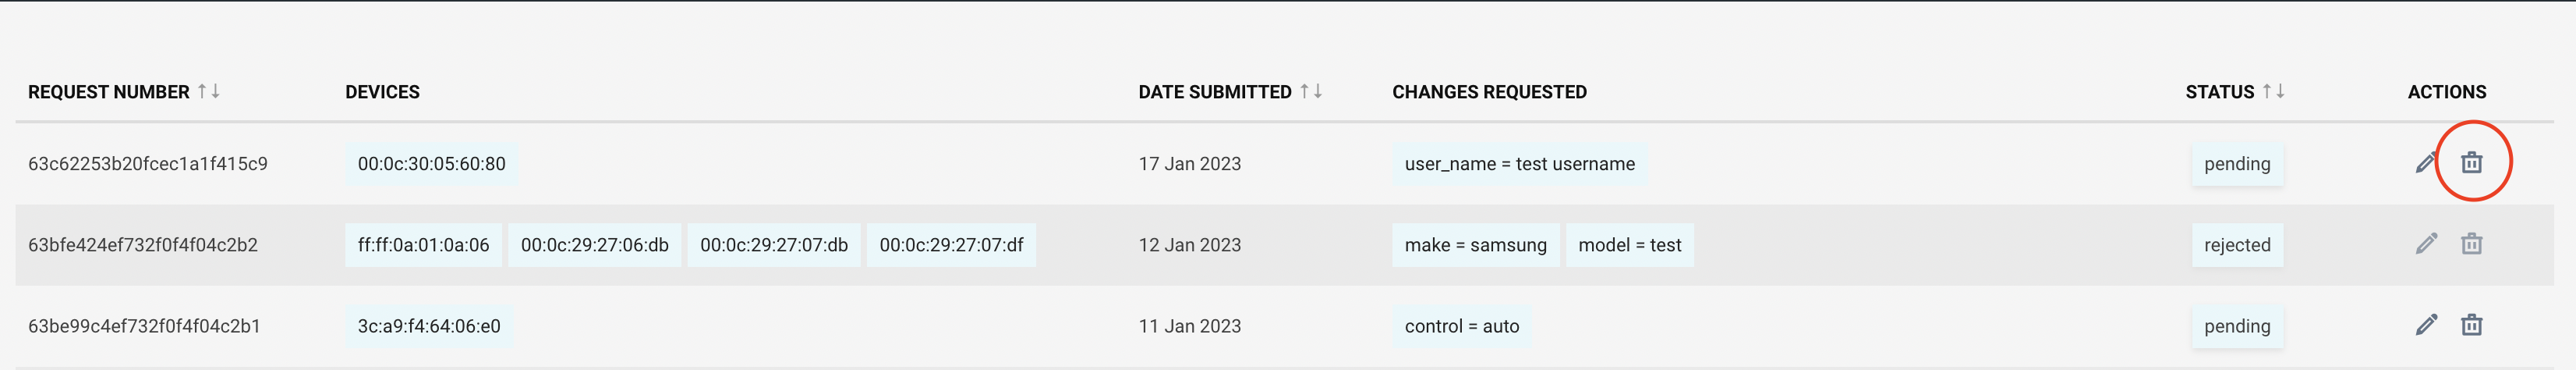 REQUEST NUMBER ↑↓ DEVICES DATE SUBMITTED ↑↓ CHANGES REQUESTED STATUS ↑↓ ACTIONS
63c62253b20fcec1a1f415c9 00:0c:30:05:60:80 17 Jan 2023 user_name = test username pending
63bfe424ef732f0f4f04c2b2 ff:ff:0a:01:0a:06 00:0c:29:27:06:db 00:0c:29:27:07:db 00:0c:29:27:07:df 12 Jan 2023 make = samsung model = test rejected
63be99c4ef732f0f4f04c2b1 3c:a9:f4:64:06:e0 11 Jan 2023 control = auto pending